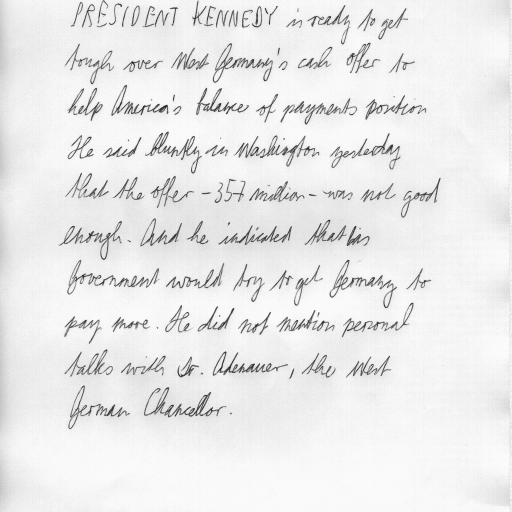 PRESIDENT KENNEDY is ready to get
tough over West Germany's cash offer to
help America's balance of payments position
He said bluntly in Washington yesterday
that the offer - 357 million - was not good
enough. And he indicated that his
Government would try to get Germany to
pay more. He did not mention personal
talks with Dr. Adenauer, the West
German Chancellor.